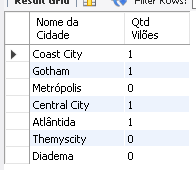 Result Grid Filter Rows:
Nome da Cidade Qtd Vilões
Coast City 1
Gotham 1
Metrópolis 0
Central City 1
Atlântida 1
Themyscity 0
Diadema 0